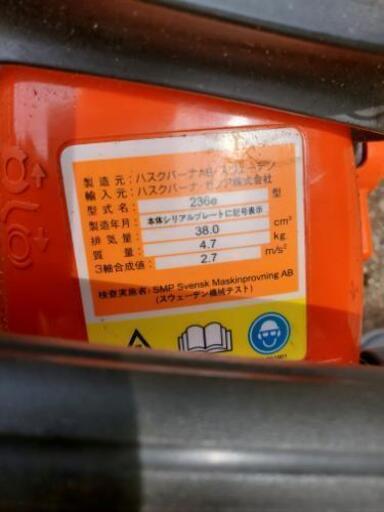 製造元：ハスクバーナAB・スウェーデン
輸入元：ハスクバーナ・ゼノア株式会社
型式名： 236e 型
製造年月： 本体シリアルプレートに記号表示
排気量： 38.0 cm³
質量： 4.7 kg
3軸合成値： 2.7 m/s²
検査実施者：SMP Svensk Maskinprovning AB
(スウェーデン機械テスト)